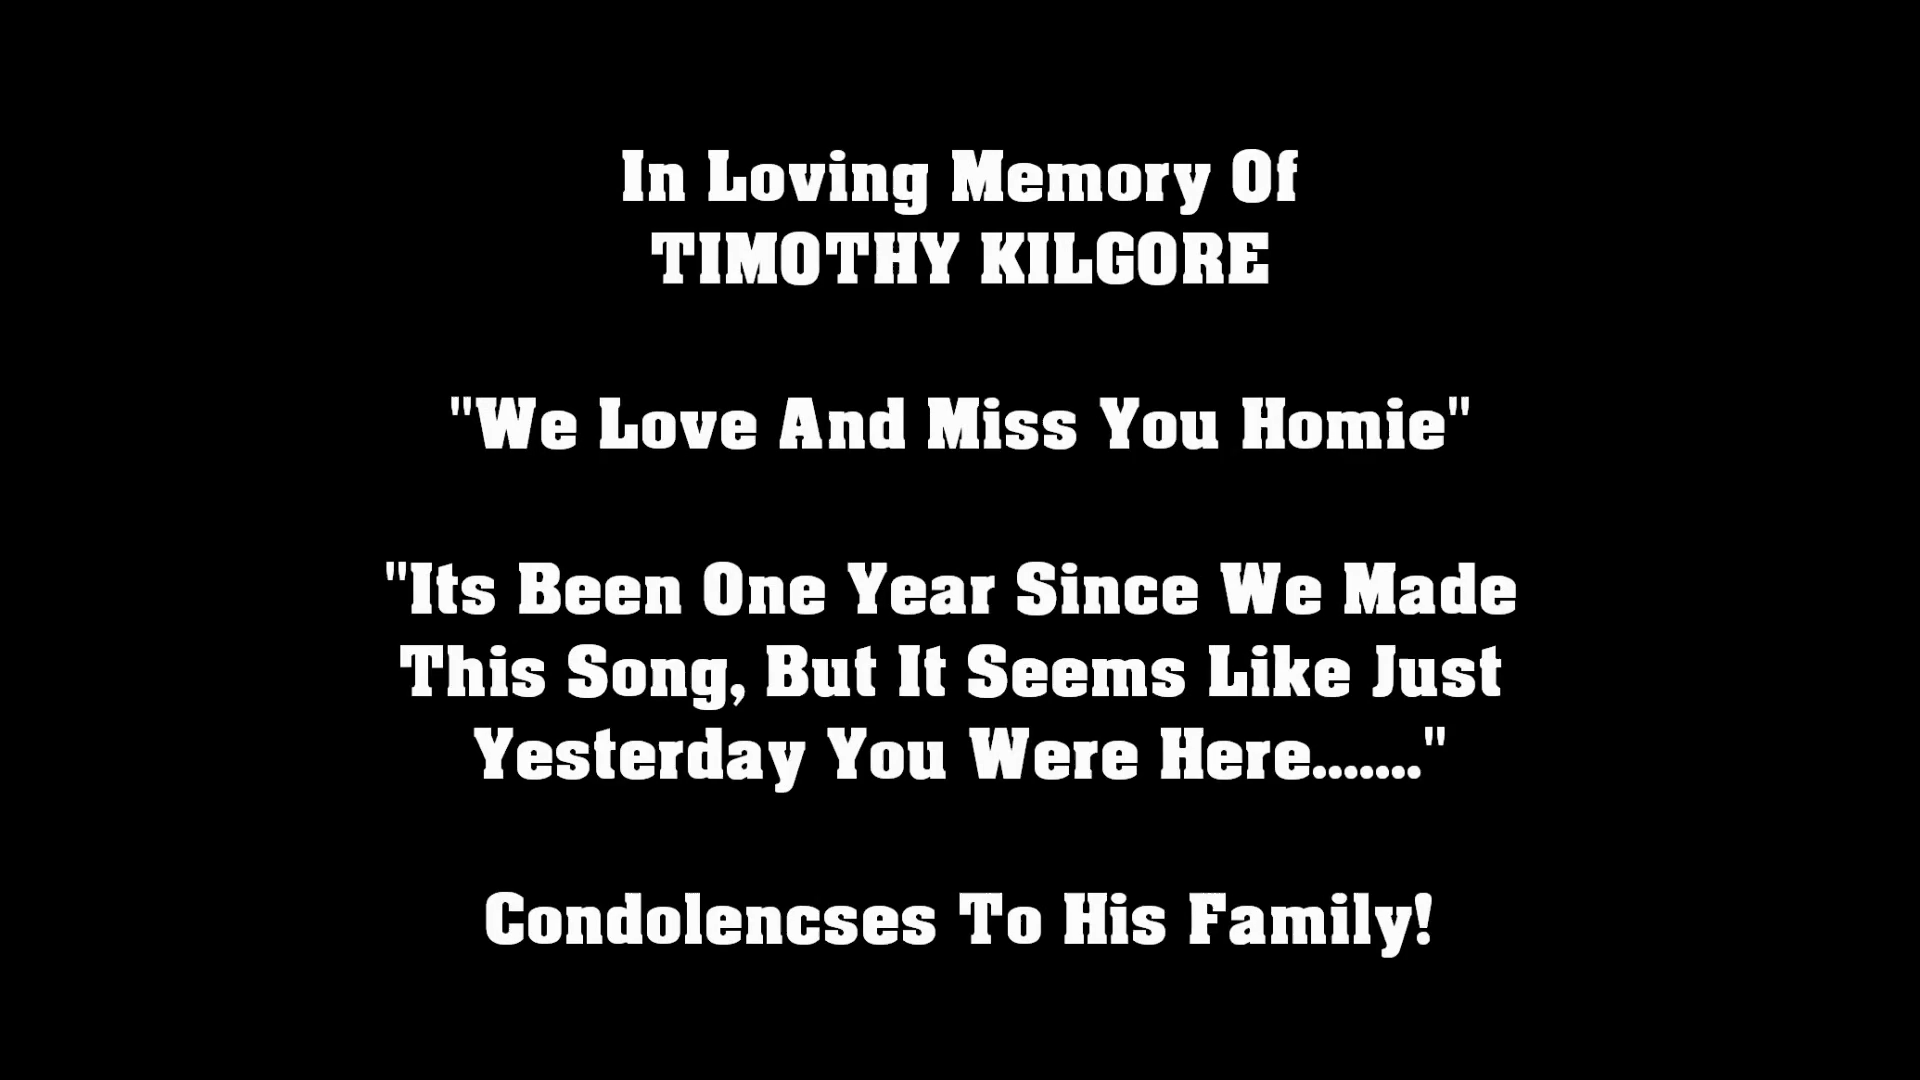 In Loving Memory Of
TIMOTHY KILGORE
"We Love And Miss You Homie"
"Its Been One Year Since We Made
This Song, But It Seems Like Just
Yesterday You Were Here......."
Condolencses To His Family!